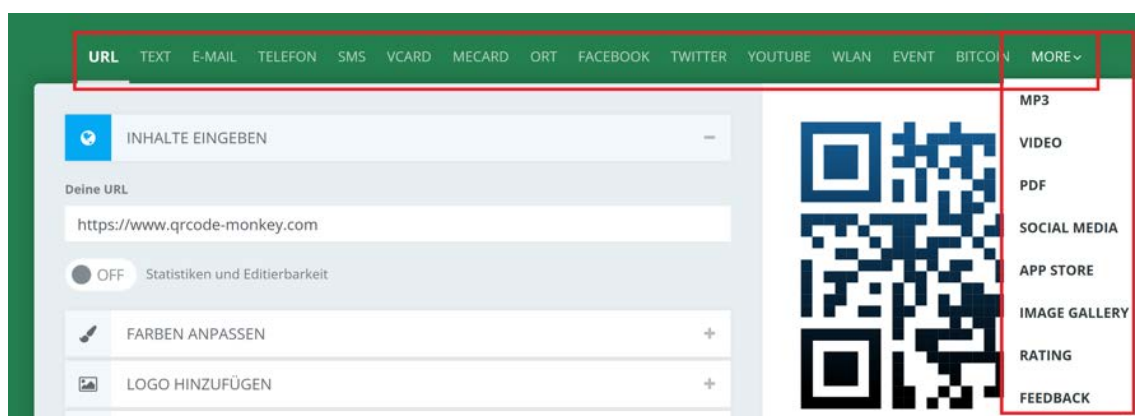 URL TEXT E-MAIL TELEFON SMS VCARD MECARD ORT FACEBOOK TWITTER YOUTUBE WLAN EVENT BITCOIN MORE
INHALTE EINGEBEN
Deine URL
https://www.qrcode-monkey.com
OFF Statistiken und Editierbarkeit
FARBEN ANPASSEN
LOGO HINZUFÜGEN
MP3
VIDEO
PDF
SOCIAL MEDIA
APP STORE
IMAGE GALLERY
RATING
FEEDBACK